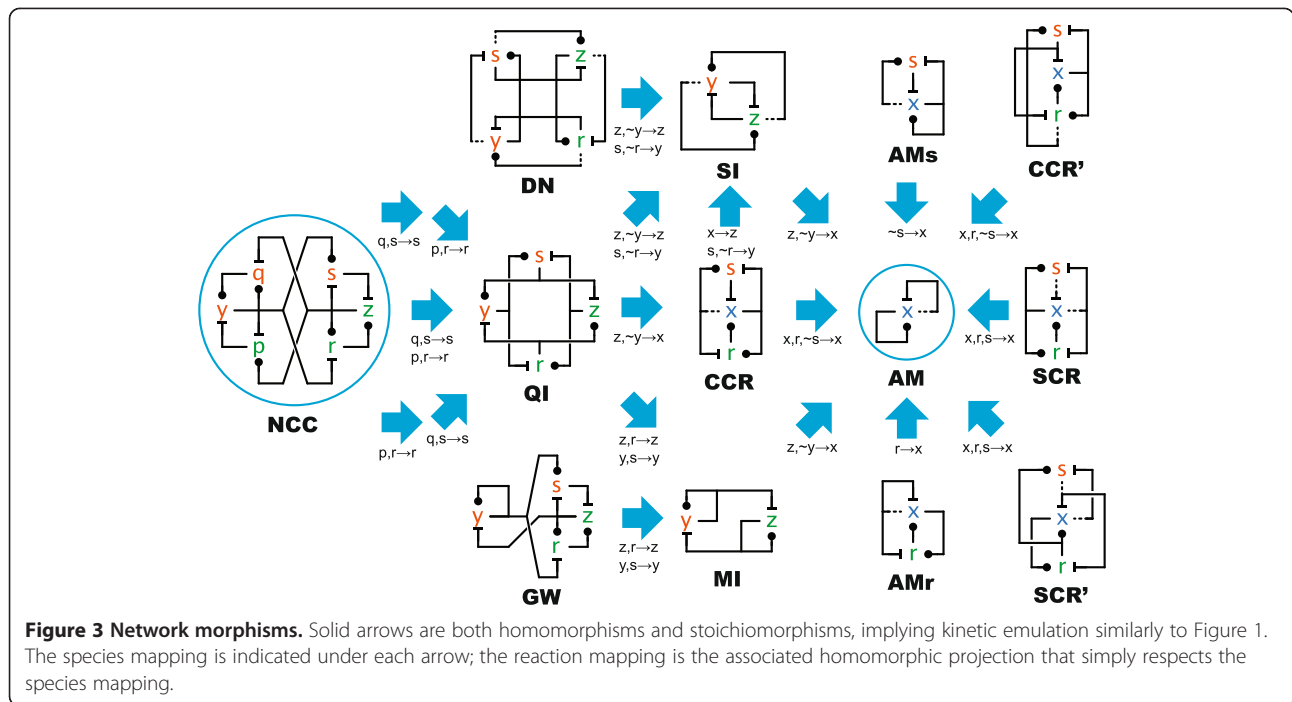 s
z
y
r
DN
z,~y→z
s,~r→y
y
z
SI
s
x
AMs
s
x
r
CCR'
q,s→s
p,r→r
z,~y→z
s,~r→y
x→z
s,~r→y
z,~y→x
~s→x
x,r,~s→x
q
s
y
z
p
r
NCC
q,s→s
p,r→r
s
y
z
r
QI
z,~y→x
s
x
r
CCR
x,r,~s→x
x
AM
x,r,s→x
s
x
r
SCR
p,r→r
q,s→s
z,r→z
y,s→y
z,~y→x
r→x
x,r,s→x
y
s
z
r
GW
z,r→z
y,s→y
y
z
MI
x
r
AMr
s
x
r
SCR'
Figure 3 Network morphisms. Solid arrows are both homomorphisms and stoichiomorphisms, implying kinetic emulation similarly to Figure 1.
The species mapping is indicated under each arrow; the reaction mapping is the associated homomorphic projection that simply respects the
species mapping.